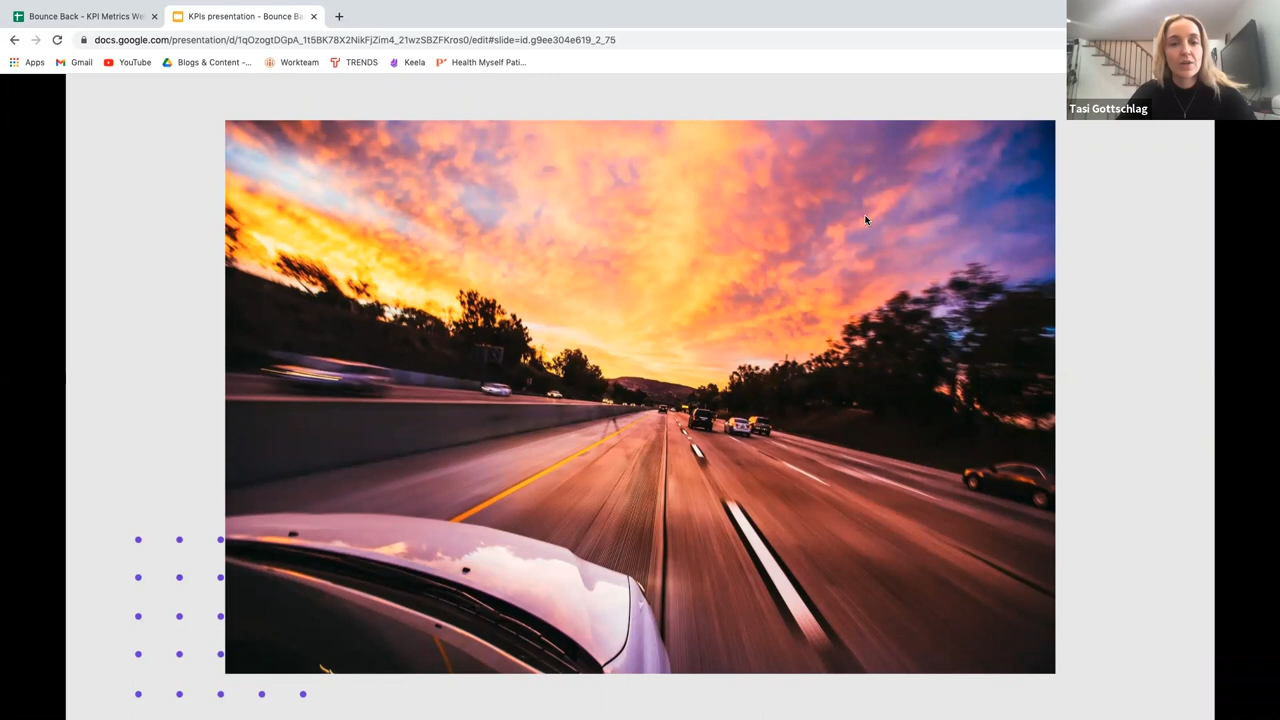 Bounce Back - KPI Metrics We
KPIs presentation - Bounce Ba
docs.google.com/presentation/d/1qOzogtDGpA_1t5BK78X2NikFjZim4_21wzSBZFKros0/edit#slide=id.g9ee304e619_2_75
Apps Gmail YouTube Blogs & Content -... Workteam TRENDS Keela Health Myself Pati...
Tasi Gottschlag